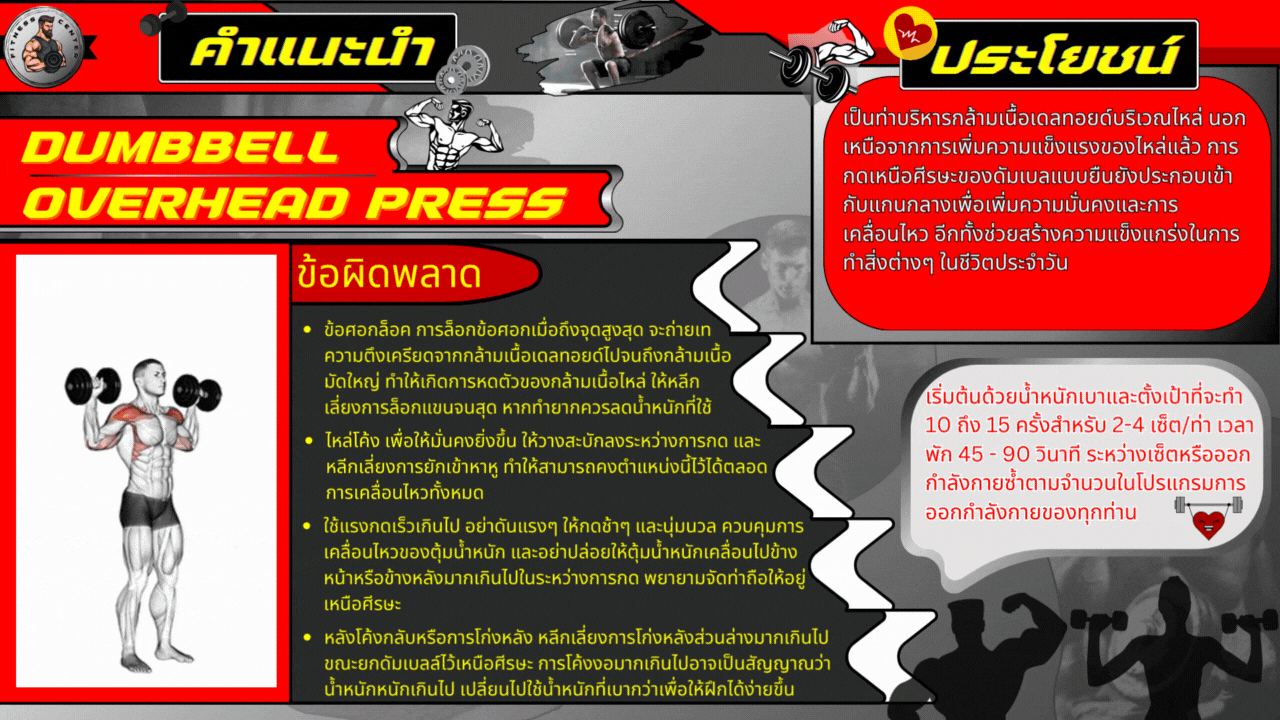 FITNESS CENTER
คำแนะนำ
DUMBBELL
OVERHEAD PRESS
ข้อผิดพลาด
• ข้อศอกล็อค การล็อกข้อศอกเมื่อถึงจุดสูงสุด จะถ่ายเท
ความตึงเครียดจากกล้ามเนื้อเดลทอยด์ไปจนถึงกล้ามเนื้อ
มัดใหญ่ ทำให้เกิดการหดตัวของกล้ามเนื้อไหล่ ให้หลีก
เลี่ยงการล็อกแขนจนสุด หากทำยากควรลดน้ำหนักที่ใช้
• ไหล่โค้ง เพื่อให้มั่นคงยิ่งขึ้น ให้วางสะบักลงระหว่างการกด และ
หลีกเลี่ยงการยักเข้าหาหู ทำให้สามารถคงตำแหน่งนี้ไว้ได้ตลอด
การเคลื่อนไหวทั้งหมด
• ใช้แรงกดเร็วเกินไป อย่าดันแรงๆ ให้กดช้าๆ และนุ่มนวล ควบคุมการ
เคลื่อนไหวของตุ้มน้ำหนัก และอย่าปล่อยให้ตุ้มน้ำหนักเคลื่อนไปข้าง
หน้าหรือข้างหลังมากเกินไปในระหว่างการกด พยายามจัดท่าถือให้อยู่
เหนือศีรษะ
• หลังโค้งกลับหรือการโก่งหลัง หลีกเลี่ยงการโก่งหลังส่วนล่างมากเกินไป
ขณะยกดัมเบลล์ไว้เหนือศีรษะ การโค้งงอมากเกินไปอาจเป็นสัญญาณว่า
น้ำหนักหนักเกินไป เปลี่ยนไปใช้น้ำหนักที่เบากว่าเพื่อให้ฝึกได้ง่ายขึ้น
ประโยชน์
เป็นท่าบริหารกล้ามเนื้อเดลทอยด์บริเวณไหล่ นอก
เหนือจากการเพิ่มความแข็งแรงของไหล่แล้ว การ
กดเหนือศีรษะของดัมเบลแบบยืนยังประกอบเข้า
กับแกนกลางเพื่อเพิ่มความมั่นคงและการ
เคลื่อนไหว อีกทั้งช่วยสร้างความแข็งแกร่งในการ
ทำสิ่งต่างๆ ในชีวิตประจำวัน
เริ่มต้นด้วยน้ำหนักเบาและตั้งเป้าที่จะทำ
10 ถึง 15 ครั้งสำหรับ 2-4 เซ็ต/ท่า เวลา
พัก 45 - 90 วินาที ระหว่างเซ็ตหรือออก
กำลังกายซ้ำตามจำนวนในโปรแกรมการ
ออกกำลังกายของทุกท่าน